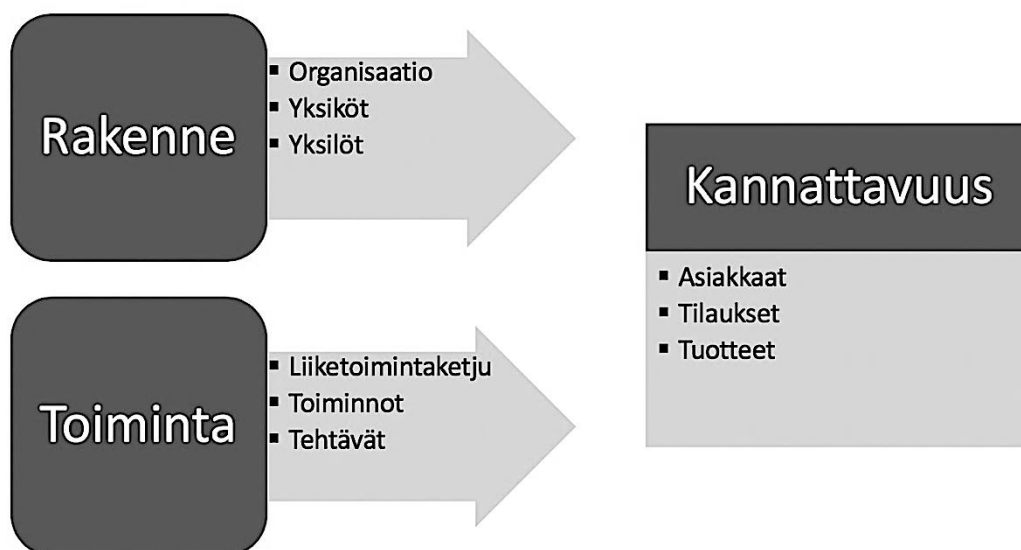 Rakenne
▪ Organisaatio
▪ Yksiköt
▪ Yksilöt
Toiminta
▪ Liiketoimintaketju
▪ Toiminnot
▪ Tehtävät
Kannattavuus
▪ Asiakkaat
▪ Tilaukset
▪ Tuotteet